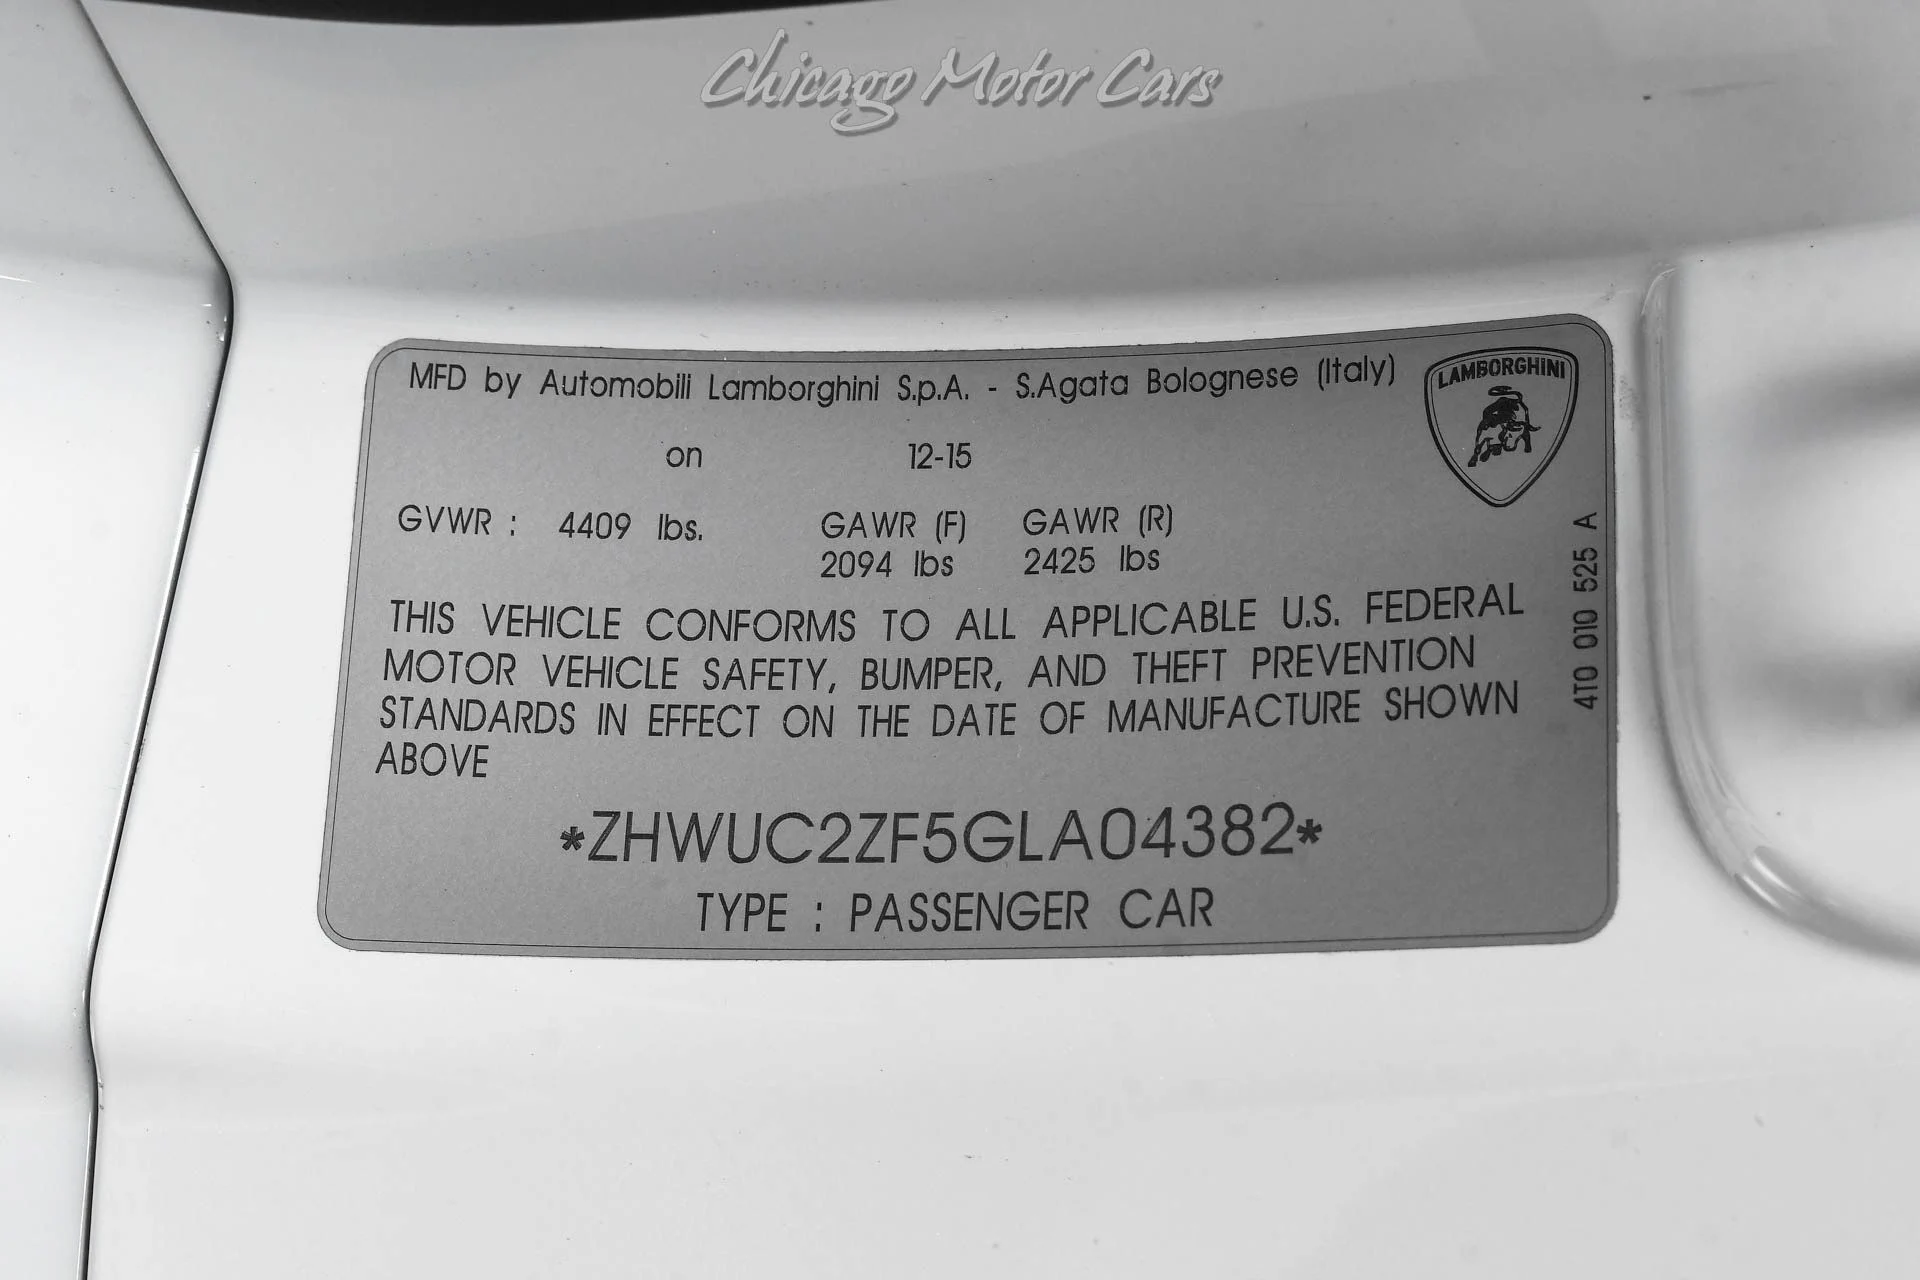 Chicago Motor Cars
MFD by Automobili Lamborghini S.p.A. - S.Agata Bolognese (Italy)
LAMBORGHINI
on 12-15
GVWR : 4409 lbs. GAWR (F) GAWR (R)
2094 lbs 2425 lbs
THIS VEHICLE CONFORMS TO ALL APPLICABLE U.S. FEDERAL
MOTOR VEHICLE SAFETY, BUMPER, AND THEFT PREVENTION
STANDARDS IN EFFECT ON THE DATE OF MANUFACTURE SHOWN
ABOVE
4T0 010 525 A
*ZHWUC2ZF5GLA04382*
TYPE : PASSENGER CAR